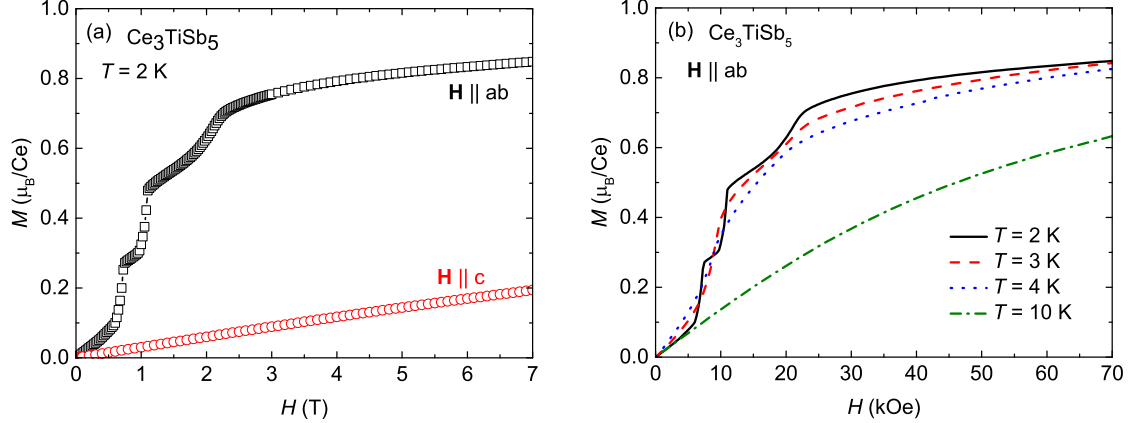 (a) Ce₃TiSb₅
T = 2 K
H || ab
H || c
M (μ_B/Ce)
1.0
0.8
0.6
0.4
0.2
0.0
0 1 2 3 4 5 6 7
H (T)
(b) Ce₃TiSb₅
H || ab
M (μ_B/Ce)
1.0
0.8
0.6
0.4
0.2
0.0
T = 2 K
T = 3 K
T = 4 K
T = 10 K
0 10 20 30 40 50 60 70
H (kOe)